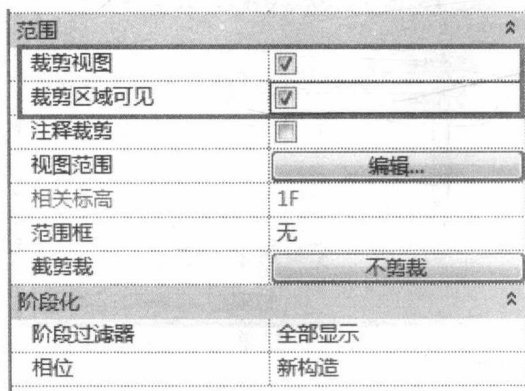 范围
裁剪视图
裁剪区域可见
注释裁剪
视图范围 编辑...
相关标高 1F
范围框 无
截剪裁 不剪裁
阶段化
阶段过滤器 全部显示
相位 新构造